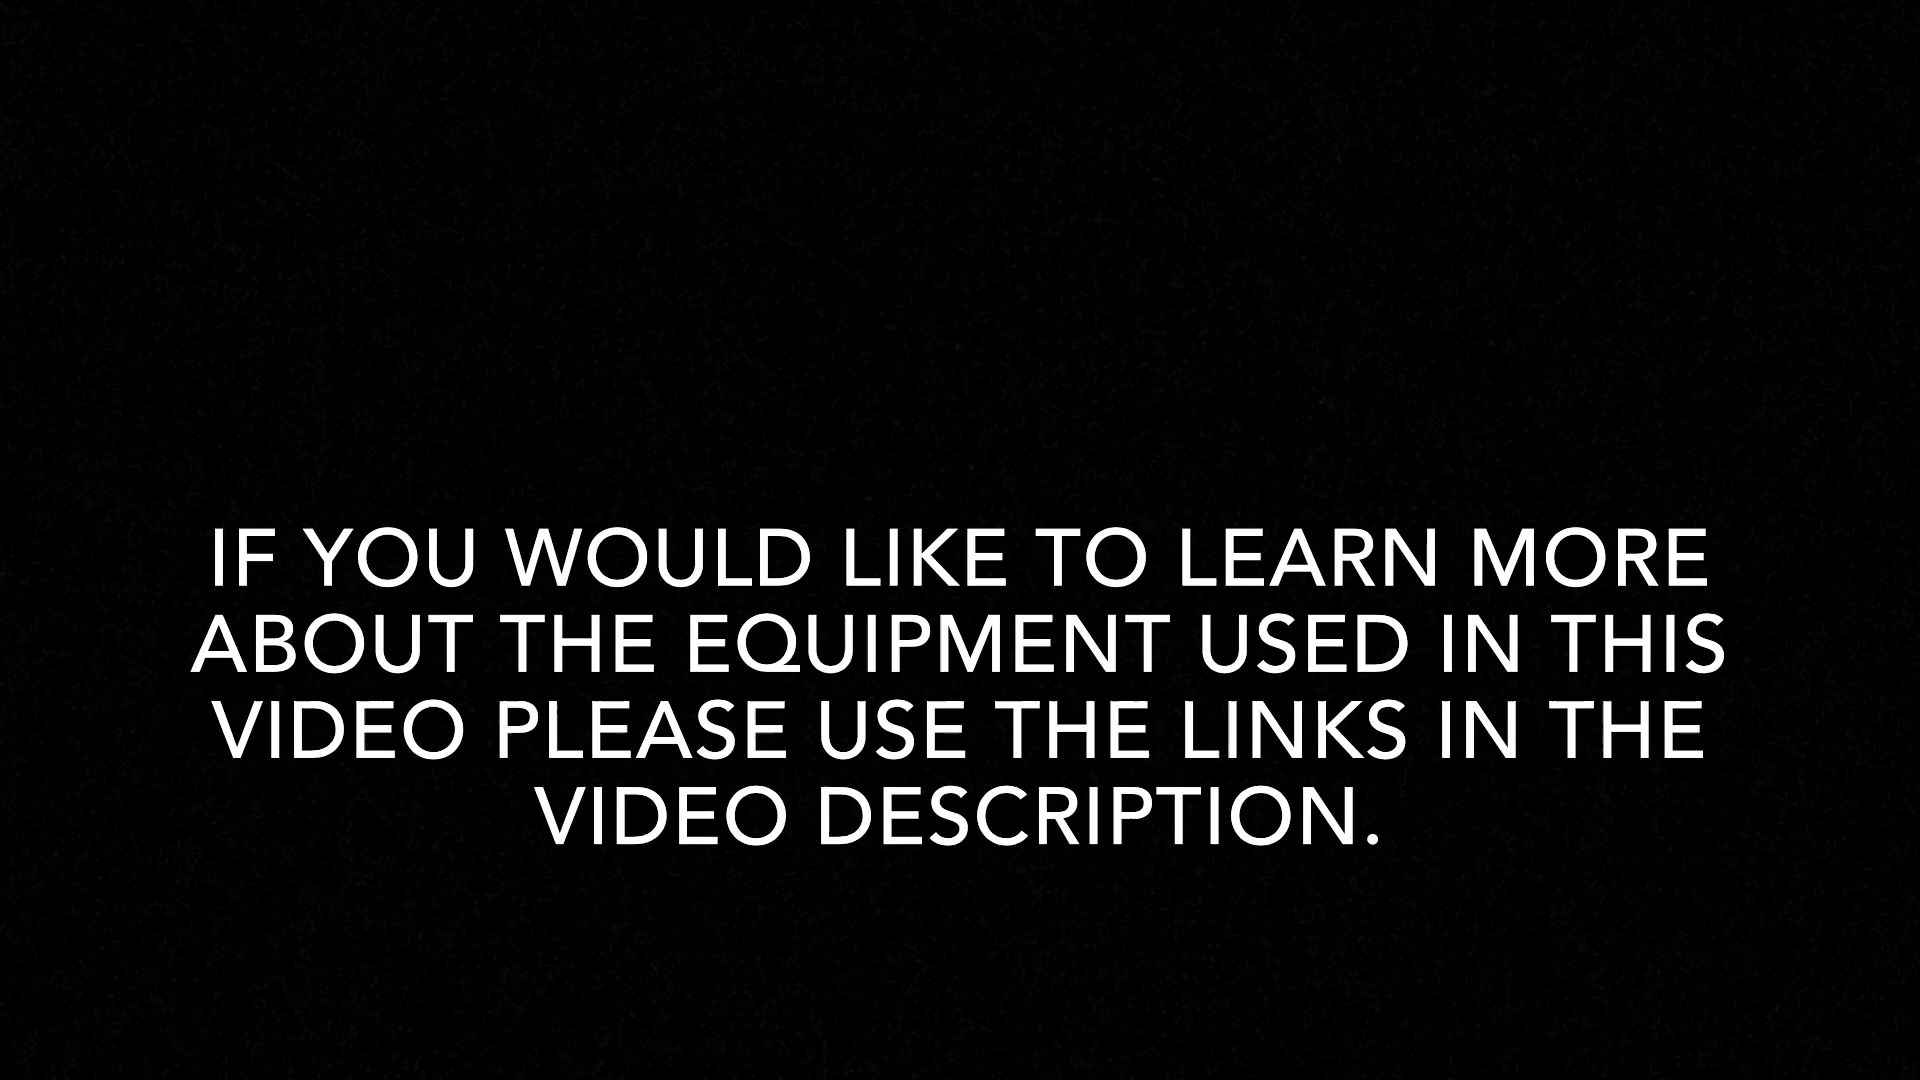 IF YOU WOULD LIKE TO LEARN MORE
ABOUT THE EQUIPMENT USED IN THIS
VIDEO PLEASE USE THE LINKS IN THE
VIDEO DESCRIPTION.